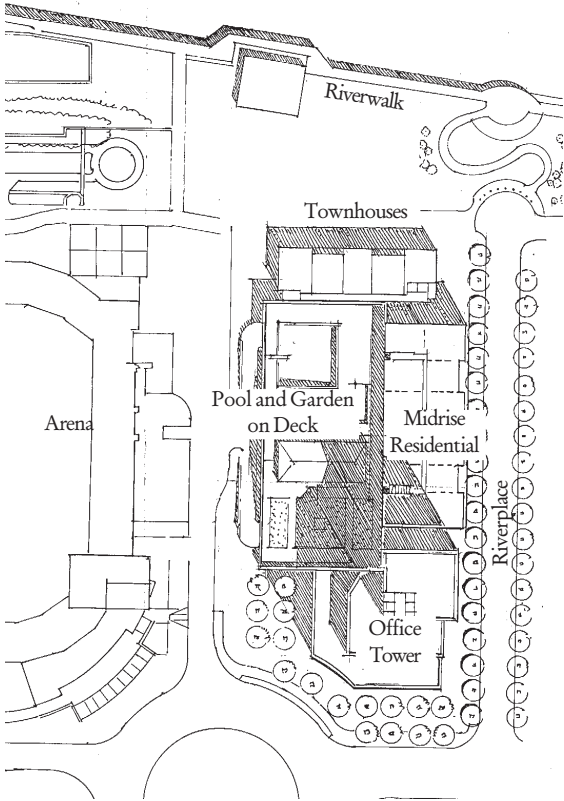 Riverwalk
Townhouses
Pool and Garden
on Deck
Arena
Midrise
Residential
Riverplace
Office
Tower